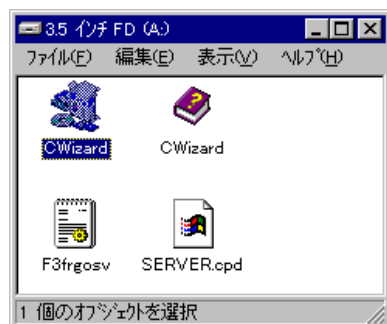 3.5 インチ FD (A:)
ファイル(F) 編集(E) 表示(V) ヘルプ(H)
CWizard CWizard
F3frgosv SERVER.cpd
1 個のオブジェクトを選択